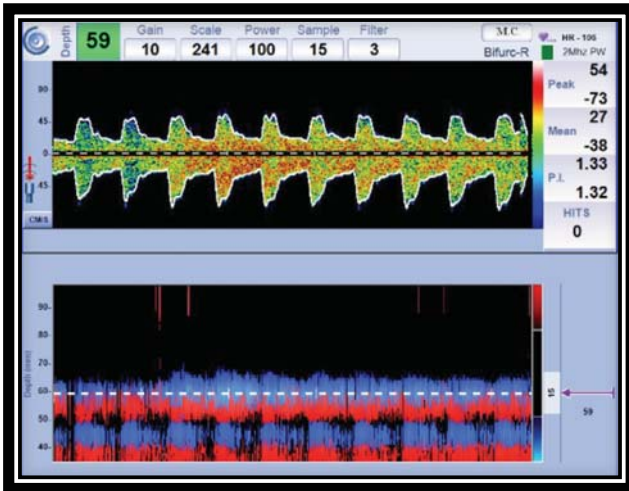 Depth 59
Gain Scale Power Sample Filter
10 241 100 15 3
M.C.
Bifurc-R
HR - 106
2Mhz PW
90
45
0
45
CM/S
Peak 54
-73
Mean 27
-38
P.I. 1.33
1.32
HITS
0
Depth (mm)
90
80
70
60
50
40
15
59